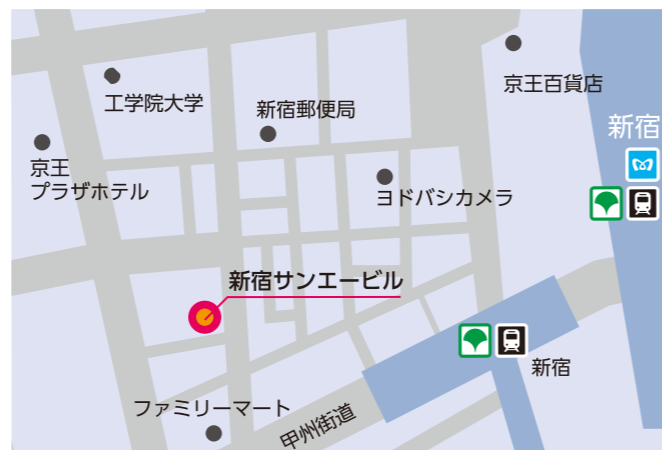 工学院大学
新宿郵便局
京王百貨店
新宿
京王
プラザホテル
ヨドバシカメラ
新宿サンエービル
新宿
ファミリーマート
甲州街道